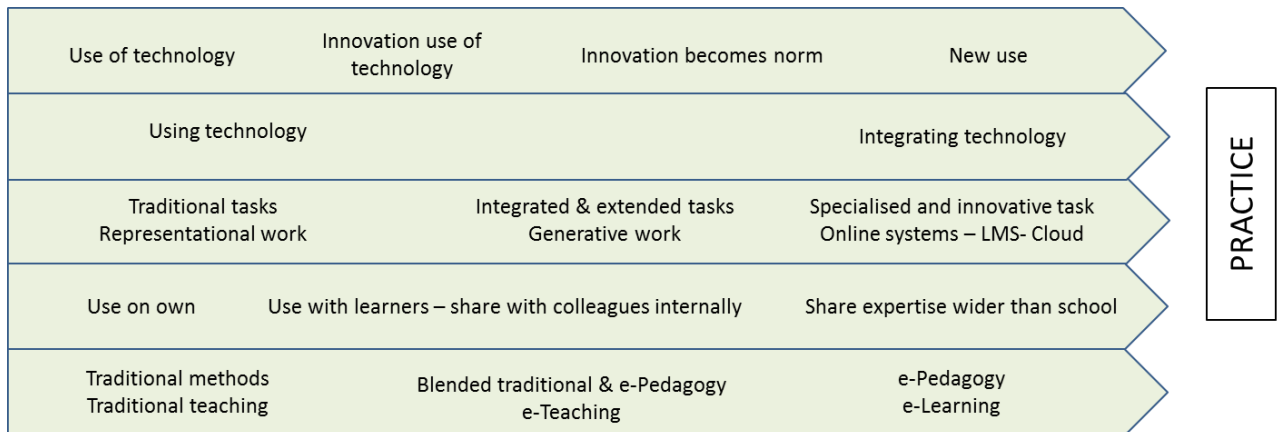 Use of technology
Innovation use of
technology
Innovation becomes norm
New use
Using technology
Integrating technology
Traditional tasks
Representational work
Integrated & extended tasks
Generative work
Specialised and innovative task
Online systems – LMS- Cloud
Use on own
Use with learners – share with colleagues internally
Share expertise wider than school
Traditional methods
Traditional teaching
Blended traditional & e-Pedagogy
e-Teaching
e-Pedagogy
e-Learning
PRACTICE